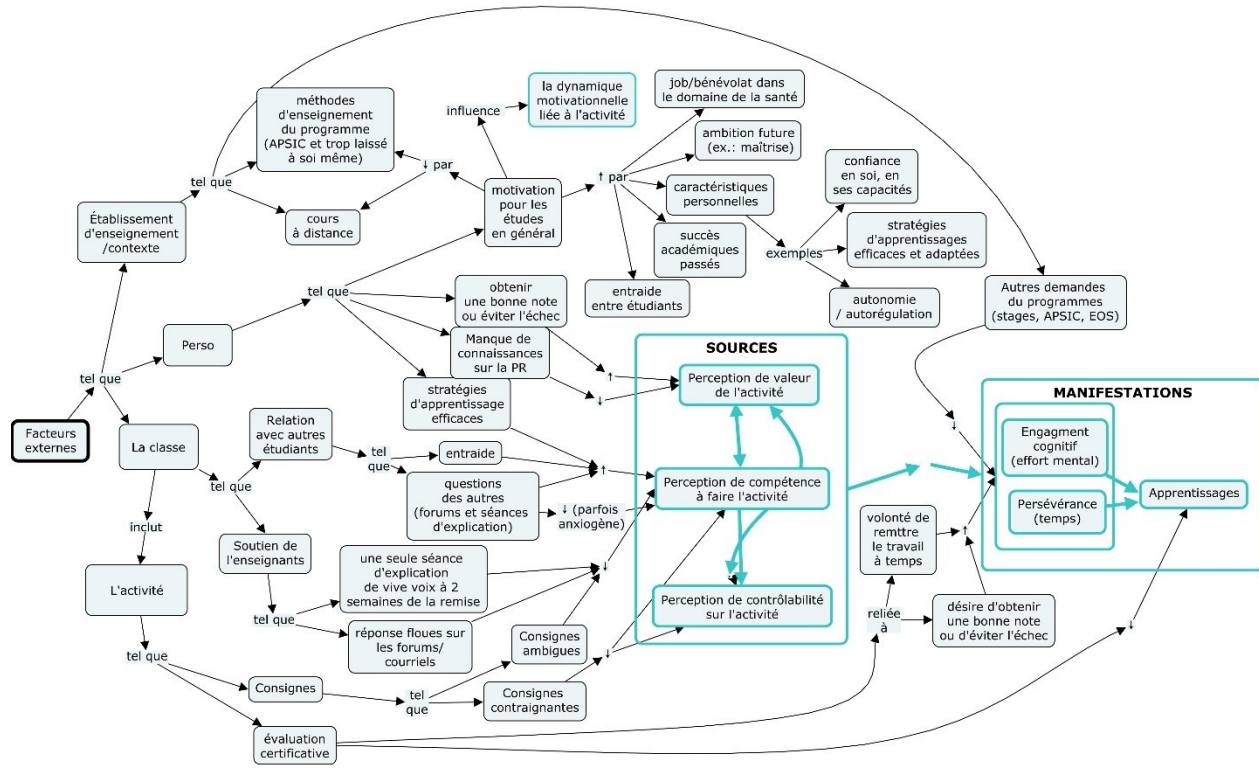 la dynamique
motivationnelle
liée à l'activité
job/bénévolat dans
le domaine de la santé
méthodes
d'enseignement
du programme
(APSIC et trop laissé
à soi même)
influence
ambition future
(ex.: maîtrise)
confiance
en soi, en
ses capacités
↓ par
tel que
motivation
pour les
études
en général
↑ par
caractéristiques
personnelles
Établissement
d'enseignement
/contexte
cours
à distance
succès
académiques
passés
exemples
stratégies
d'apprentissages
efficaces et adaptées
entraide
entre étudiants
autonomie
/ autorégulation
Autres demandes
du programmes
(stages, APSIC, EOS)
tel que
obtenir
une bonne note
ou éviter l'échec
Perso
Manque de
connaissances
sur la PR
stratégies
d'apprentissage
efficaces
↑
↓
SOURCES
Perception de valeur
de l'activité
tel que
Facteurs
externes
La classe
Relation
avec autres
étudiants
tel
que
entraide
questions
des autres
(forums et séances
d'explication)
↑
↓ (parfois
anxiogène)
Perception de compétence
à faire l'activité
↓
MANIFESTATIONS
Engagment
cognitif
(effort mental)
Persévérance
(temps)
Apprentissages
tel que
inclut
Soutien de
l'enseignants
tel que
une seule séance
d'explication
de vive voix à 2
semaines de la remise
réponse floues sur
les forums/
courriels
↓
Perception de contrôlabilité
sur l'activité
volonté de
remttre
le travail
à temps
↑
reliée
à
désire d'obtenir
une bonne note
ou d'éviter l'échec
↓
L'activité
tel que
Consignes
tel
que
Consignes
ambigues
Consignes
contraignantes
↓
évaluation
certificative